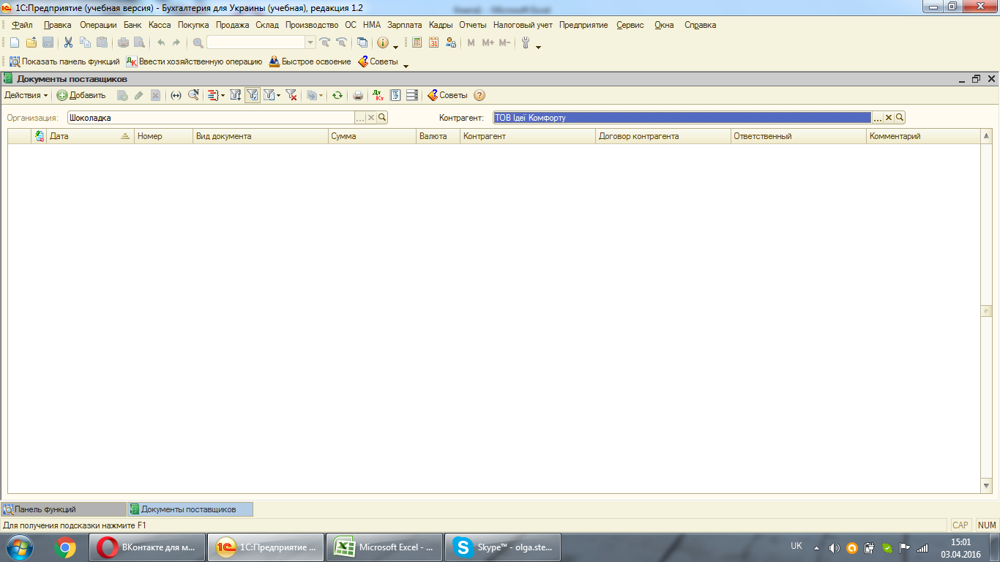 1С:Предприятие (учебная версия) - Бухгалтерия для Украины (учебная), редакция 1.2
Файл Правка Операции Банк Касса Покупка Продажа Склад Производство ОС НМА Зарплата Кадры Отчеты Налоговый учет Предприятие Сервис Окна Справка
M M+ M-
Показать панель функций Ввести хозяйственную операцию Быстрое освоение Советы
Документы поставщиков
Действия Добавить Дт Кт Советы
Организация: Шоколадка Контрагент: ТОВ Ідеї Комфорту
Дата Номер Вид документа Сумма Валюта Контрагент Договор контрагента Ответственный Комментарий
Панель функций Документы поставщиков
Для получения подсказки нажмите F1 CAP NUM
ВКонтакте для м... 1С:Предприятие ... Microsoft Excel - ... Skype™ - olga.ste... UK 15:01
03.04.2016